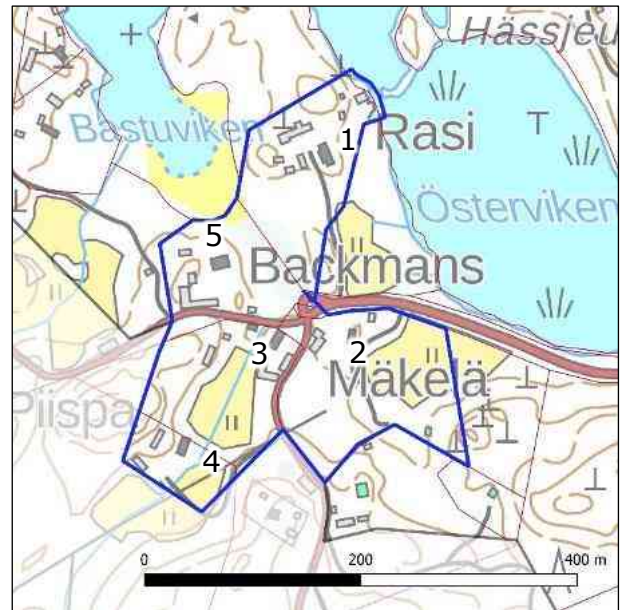 Hässjeu
Bastuviken
1
Rasi
Österviken
5
Backmans
3
2
Mäkelä
Piispa
4
0 200 400 m